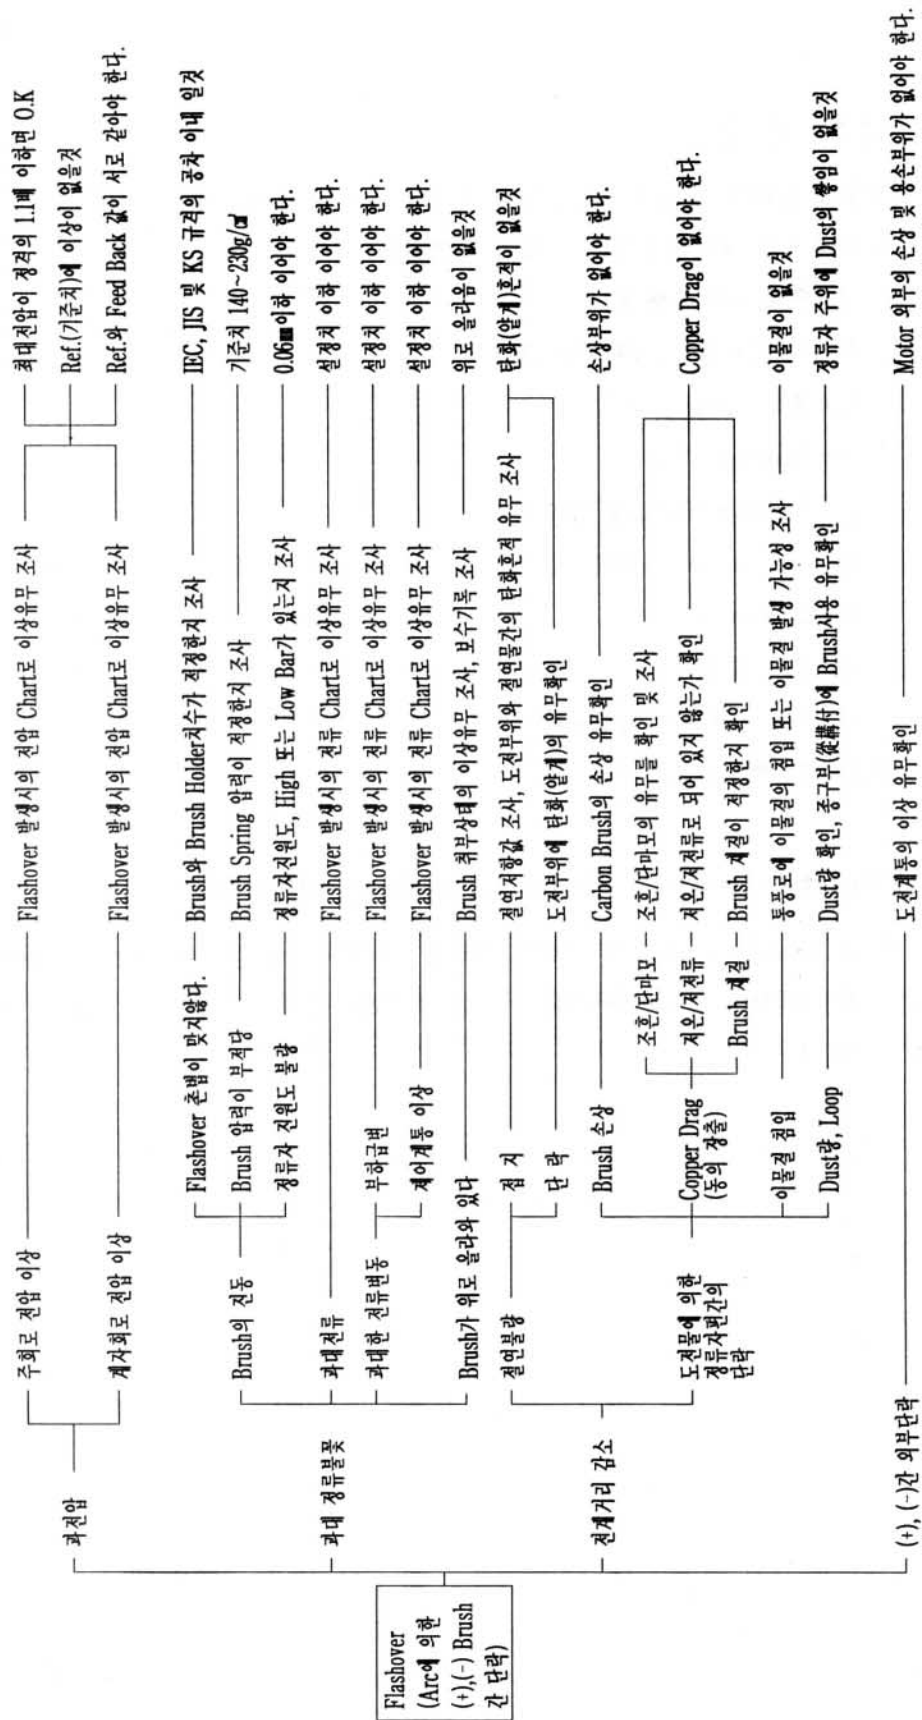 Flashover
(Arc에 의한
(+),(-) Brush
간 단락)
과전압
주회로 전압 이상
Flashover 발생시의 전압 Chart로 이상유무 조사
최대전압이 정격의 1.1배 이하면 O.K
Ref.(기준치)에 이상이 없을것
계자회로 전압 이상
Flashover 발생시의 전압 Chart로 이상유무 조사
Ref.와 Feed Back 값이 서로 같아야 한다.
과대 정류불꽃
Brush의 진동
Flashover 촌법이 맞지않다.
Brush와 Brush Holder치수가 적정한지 조사
IEC, JIS 및 KS 규격의 공차 이내 일것
Brush 압력이 부적당
Brush Spring 압력이 적정한지 조사
기준치 140~230g/㎠
정류자 진원도 불량
정류자진원도, High 또는 Low Bar가 있는지 조사
0.06㎜이하 이어야 한다.
과대전류
Flashover 발생시의 전류 Chart로 이상유무 조사
설정치 이하 이어야 한다.
과대한 전류변동
부하급변
Flashover 발생시의 전류 Chart로 이상유무 조사
설정치 이하 이어야 한다.
제어계통 이상
Flashover 발생시의 전류 Chart로 이상유무 조사
설정치 이하 이어야 한다.
Brush가 위로 올라와 있다
Brush 취부상태의 이상유무 조사, 보수기록 조사
위로 올라옴이 없을것
전계거리 감소
절연불량
접 지
절연저항값 조사, 도전부위와 절연물간의 탄화흔적 유무 조사
탄화(얇게)흔적이 없을것
단 락
도전부위에 탄화(얇게)의 유무확인
도전물에 의한
정류자편간의
단락
Brush 손상
Carbon Brush의 손상 유무확인
손상부위가 없어야 한다.
Copper Drag
(동의 장출)
조흔/단마모
조흔/단마모의 유무를 확인 및 조사
저온/저전류
저온/저전류로 되어 있지 않는가 확인
Copper Drag이 없어야 한다.
Brush 재질
Brush 재질이 적정한지 확인
이물질 침입
통풍로에 이물질의 침입 또는 이물질 발생 가능성 조사
이물질이 없을것
Dust량, Loop
Dust량 확인, 종구부(從構付)에 Brush사용 유무확인
정류자 주위에 Dust의 쌓임이 없을것
(+), (-)간 외부단락
도전계통의 이상 유무확인
Motor 외부의 손상 및 용손부위가 없어야 한다.